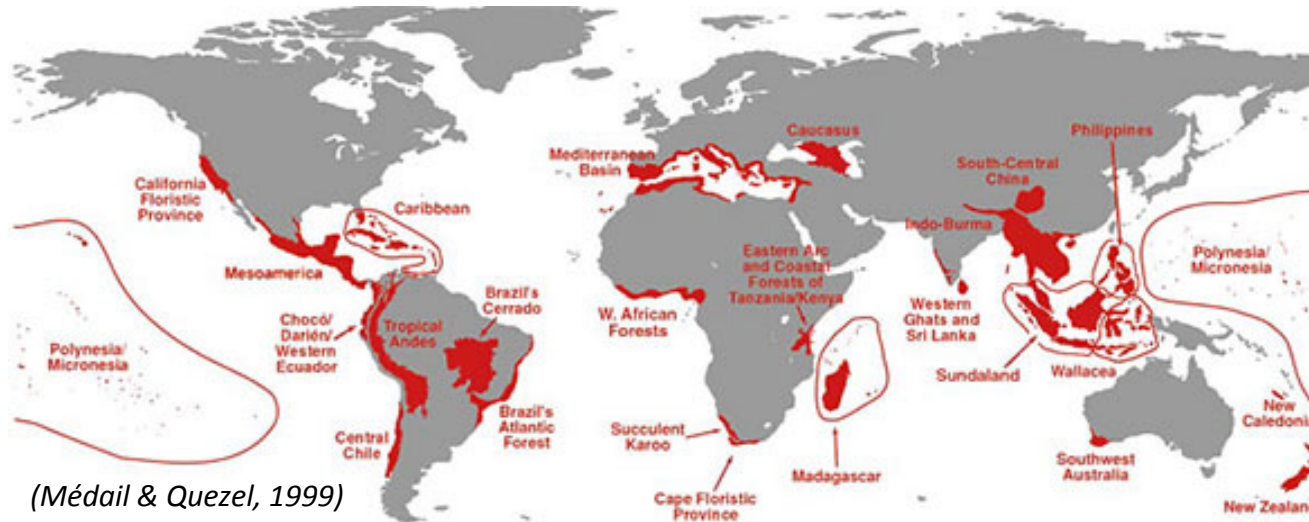 California
Floristic
Province
Caribbean
Mesoamerica
Polynesia/
Micronesia
Chocó/
Darién/
Western
Ecuador
Tropical
Andes
Brazil's
Cerrado
Brazil's
Atlantic
Forest
Central
Chile
Mediterranean
Basin
Caucasus
W. African
Forests
Eastern Arc
and Coastal
Forests of
Tanzania/Kenya
Succulent
Karoo
Cape Floristic
Province
Madagascar
South-Central
China
Philippines
Indo-Burma
Western
Ghats and
Sri Lanka
Sundaland
Wallacea
Polynesia/
Micronesia
New
Caledonia
Southwest
Australia
New Zealand
(Médail & Quezel, 1999)